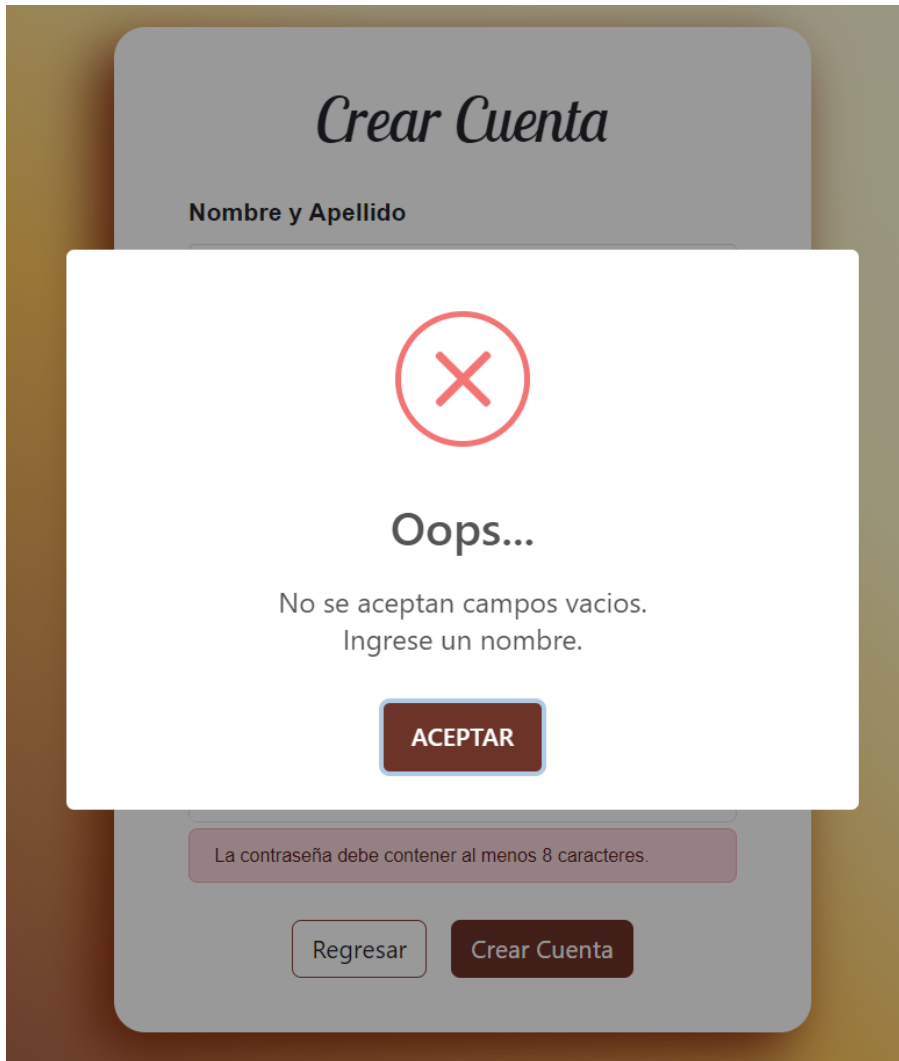 Crear Cuenta
Nombre y Apellido
Oops...
No se aceptan campos vacios.
Ingrese un nombre.
ACEPTAR
La contraseña debe contener al menos 8 caracteres.
Regresar
Crear Cuenta